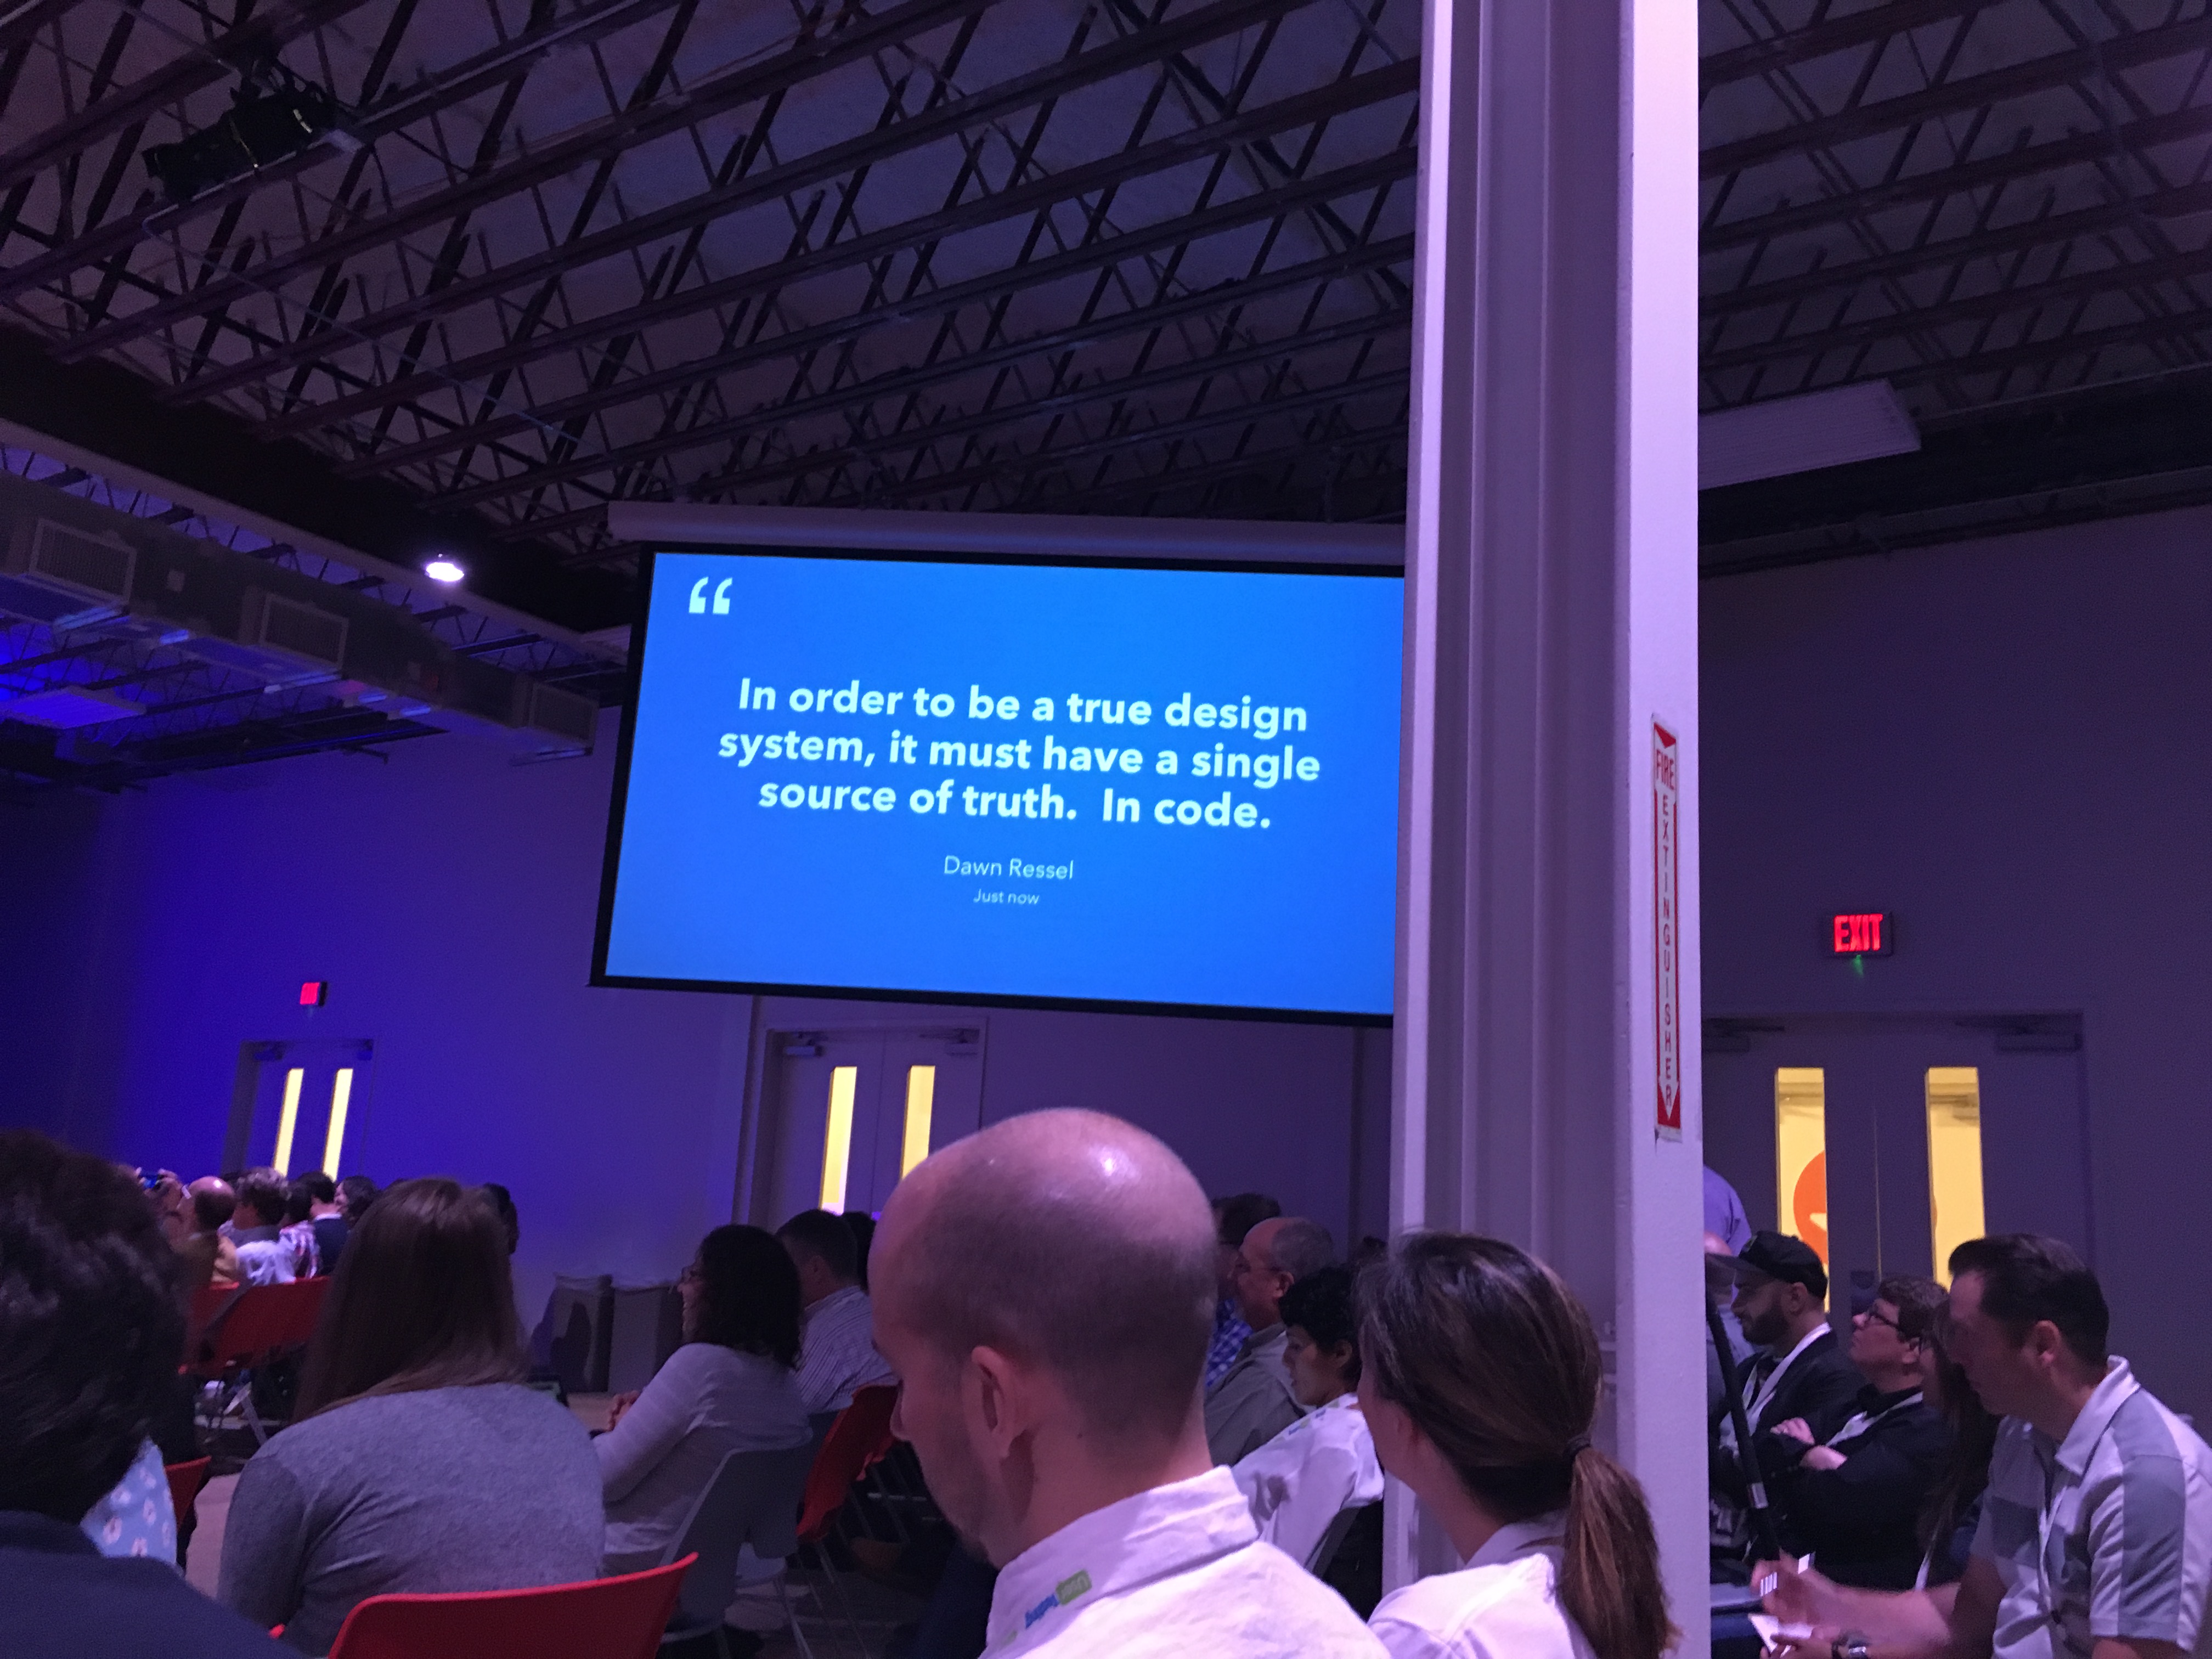 “
In order to be a true design
system, it must have a single
source of truth.  In code.
Dawn Ressel
Just now
FIRE EXTINGUISHER
EXIT